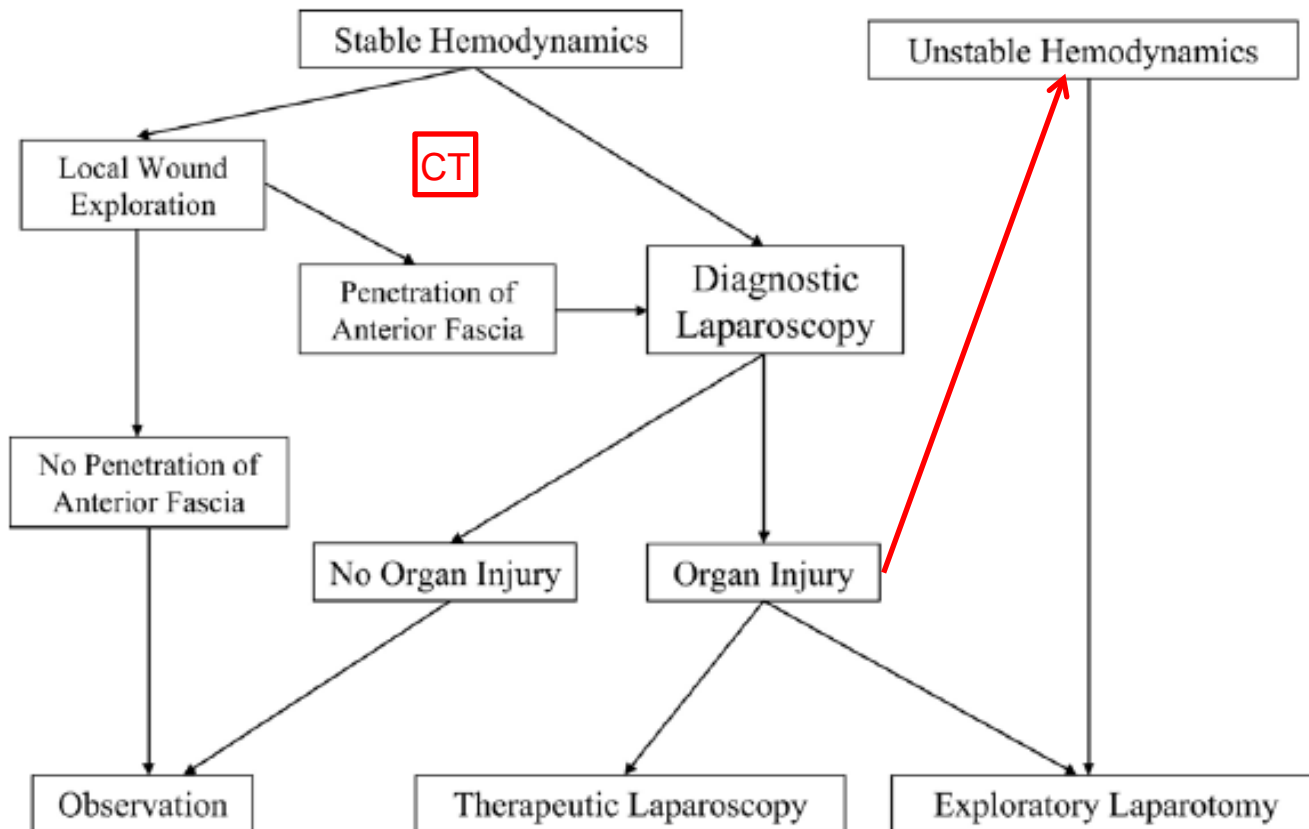 Stable Hemodynamics
Unstable Hemodynamics
Local Wound
Exploration
CT
Penetration of
Anterior Fascia
Diagnostic
Laparoscopy
No Penetration of
Anterior Fascia
No Organ Injury
Organ Injury
Observation
Therapeutic Laparoscopy
Exploratory Laparotomy